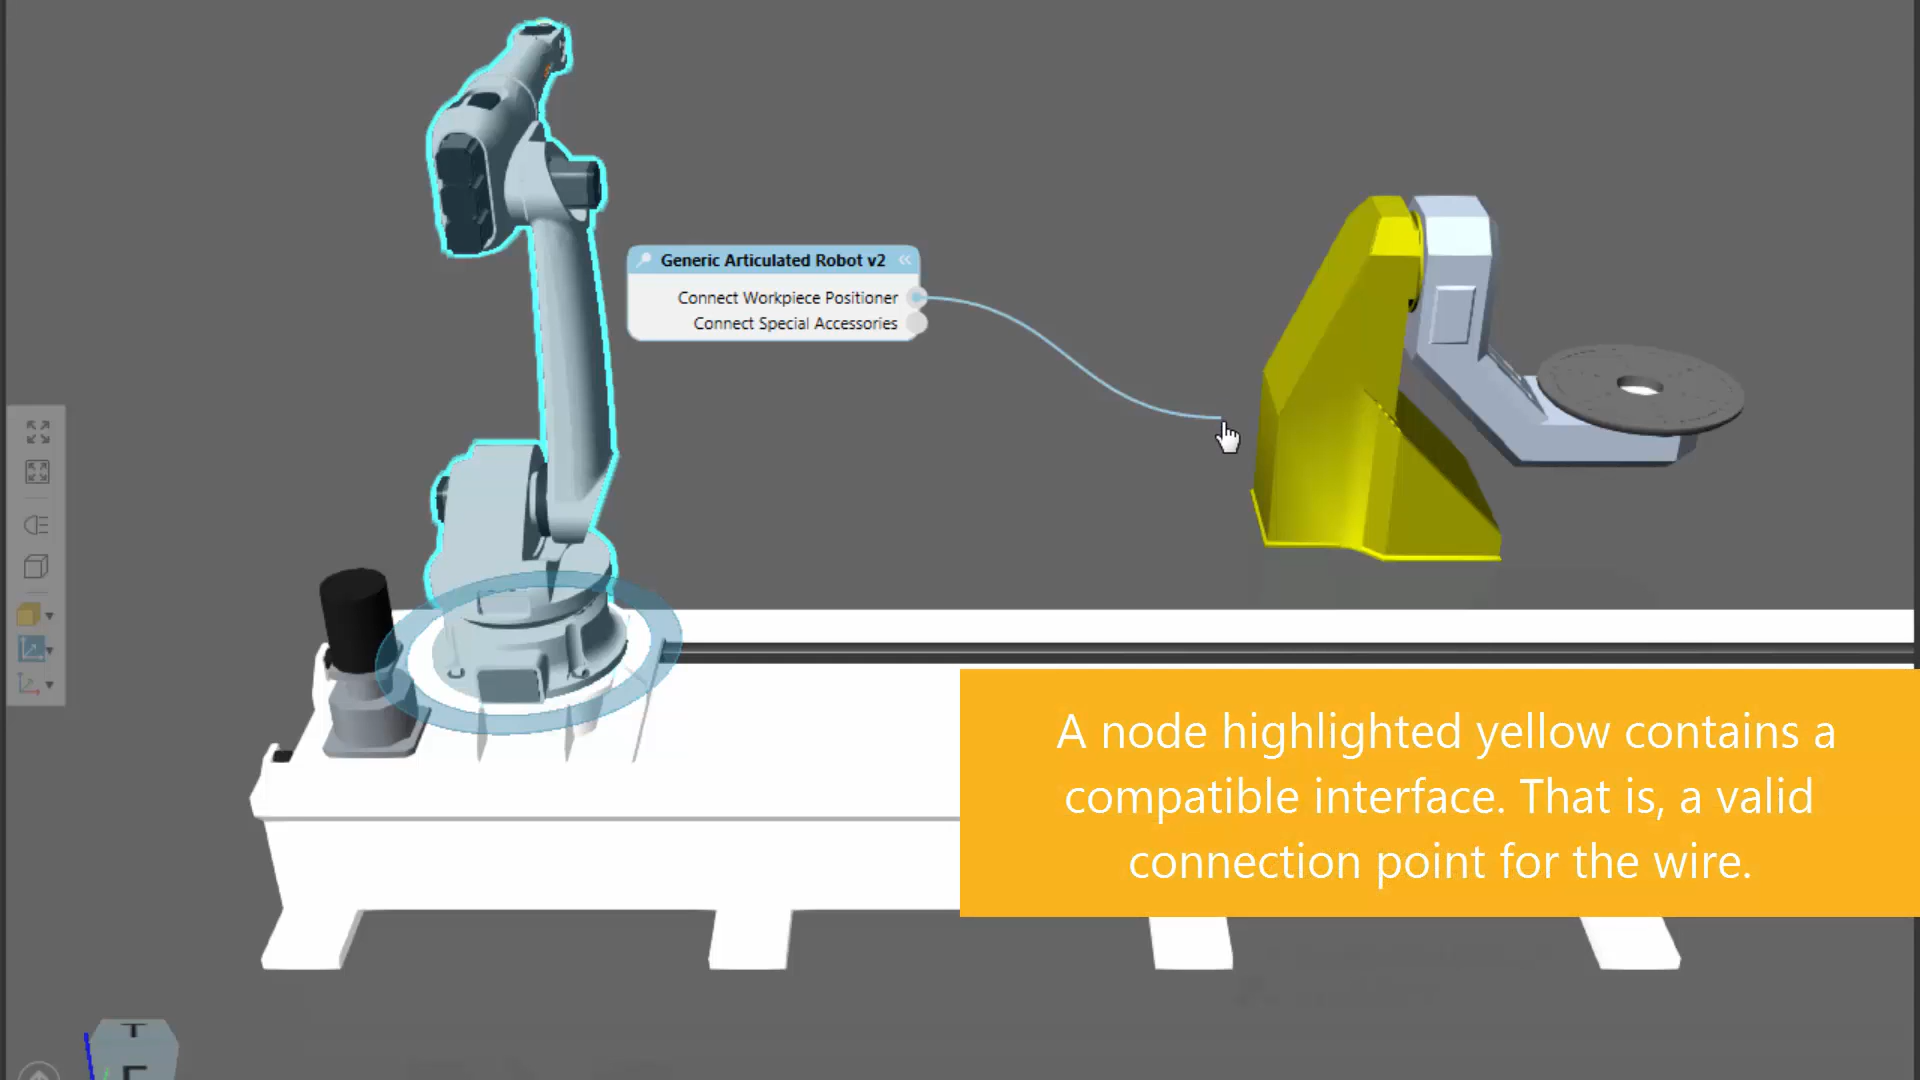 Generic Articulated Robot v2
Connect Workpiece Positioner
Connect Special Accessories
A node highlighted yellow contains a
compatible interface. That is, a valid
connection point for the wire.
T
F